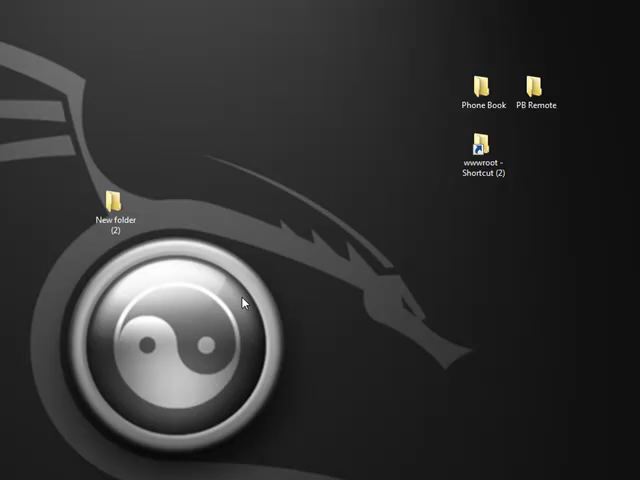 Phone Book
PB Remote
wwwroot -
Shortcut (2)
New folder
(2)